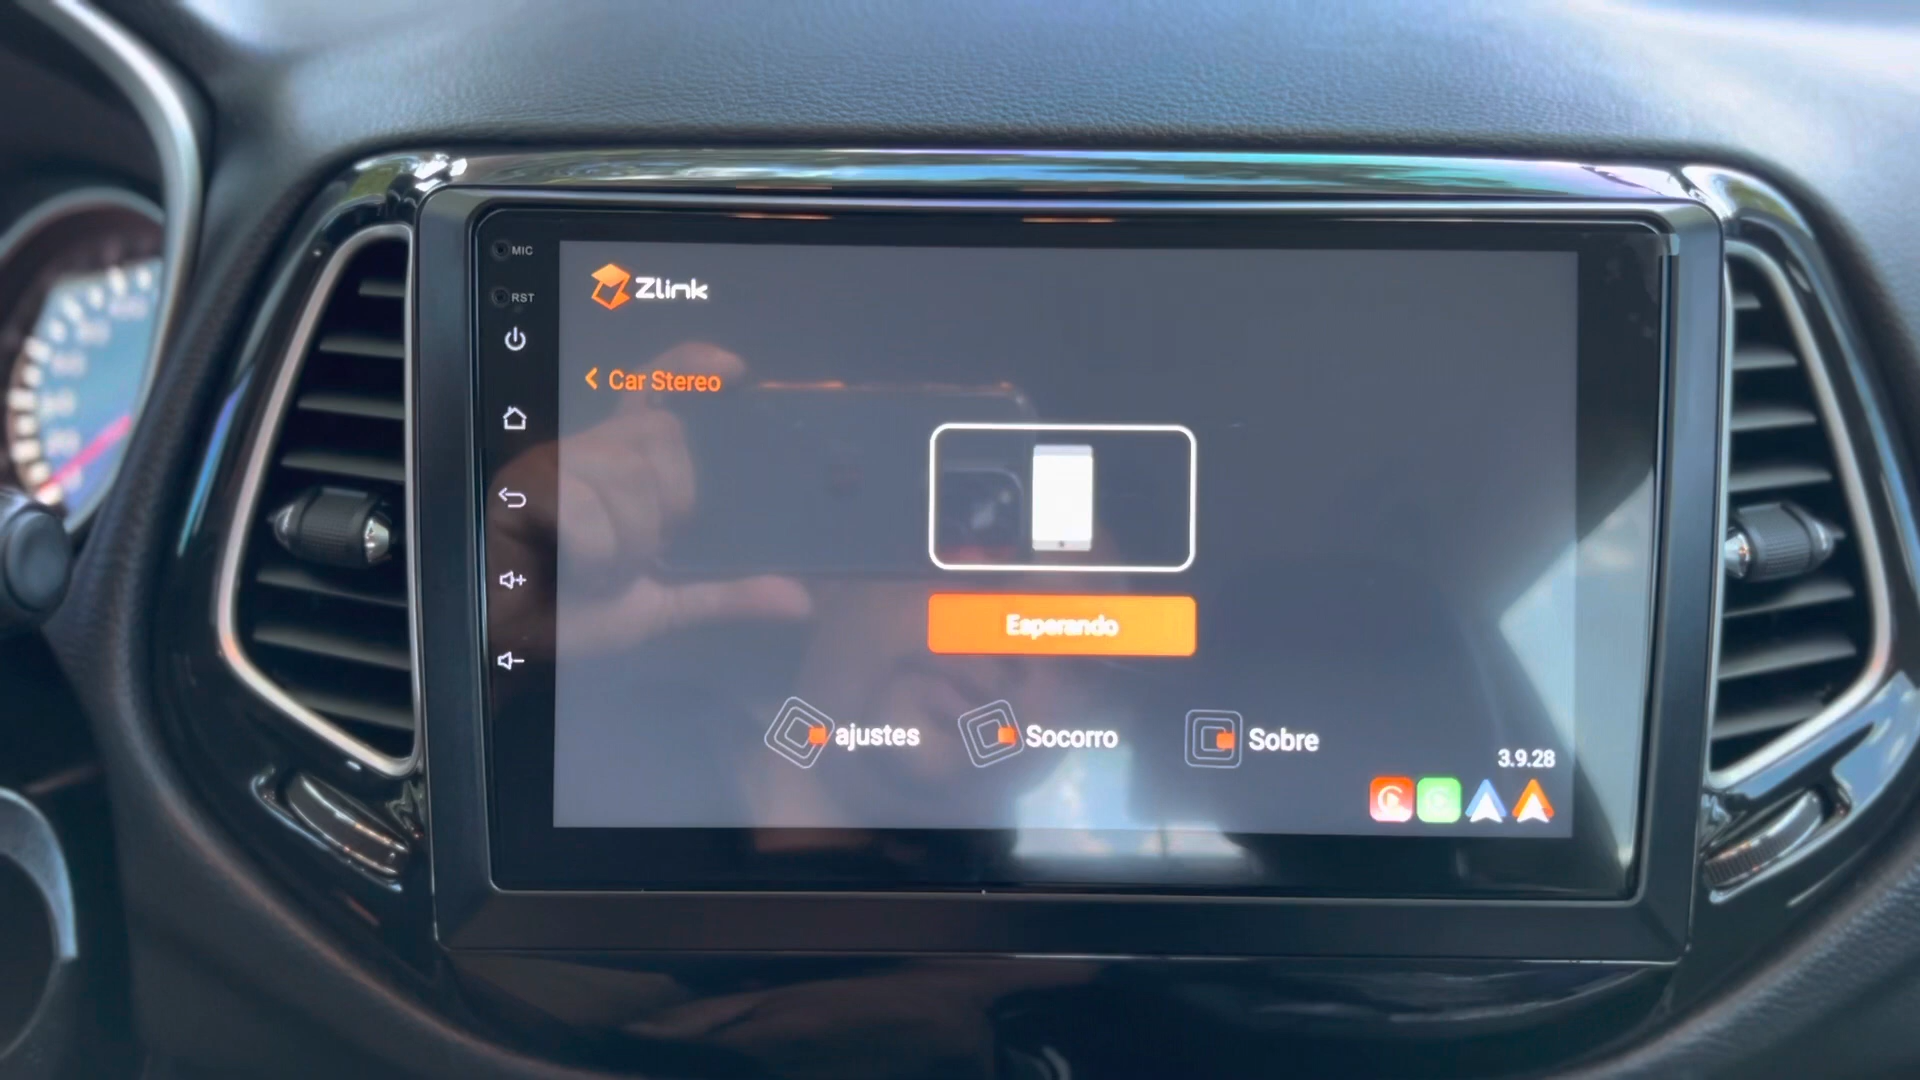 MIC
RST
Zlink
Car Stereo
Esperando
ajustes
Socorro
Sobre
3.9.28